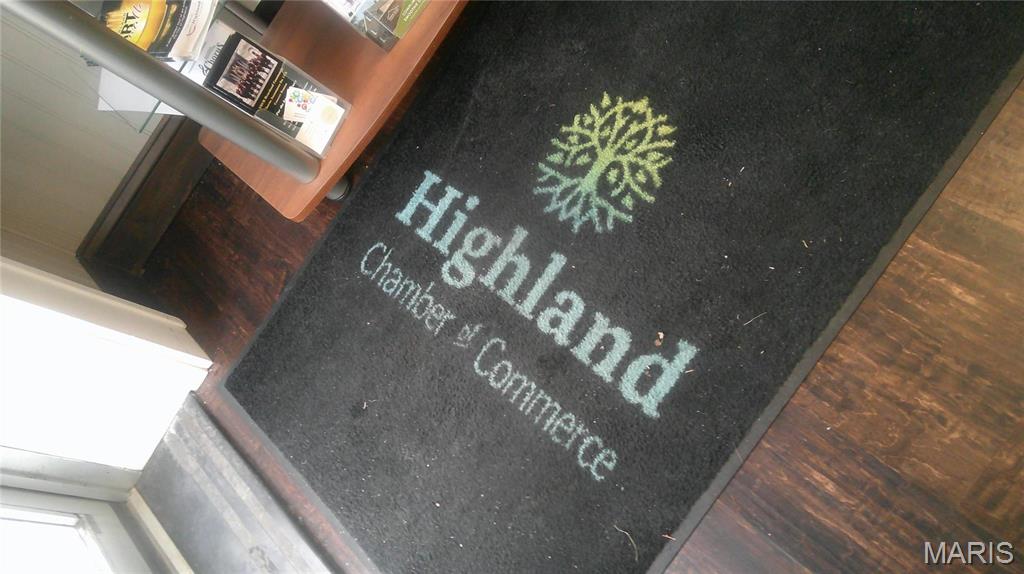 Highland
Chamber of Commerce
MARIS